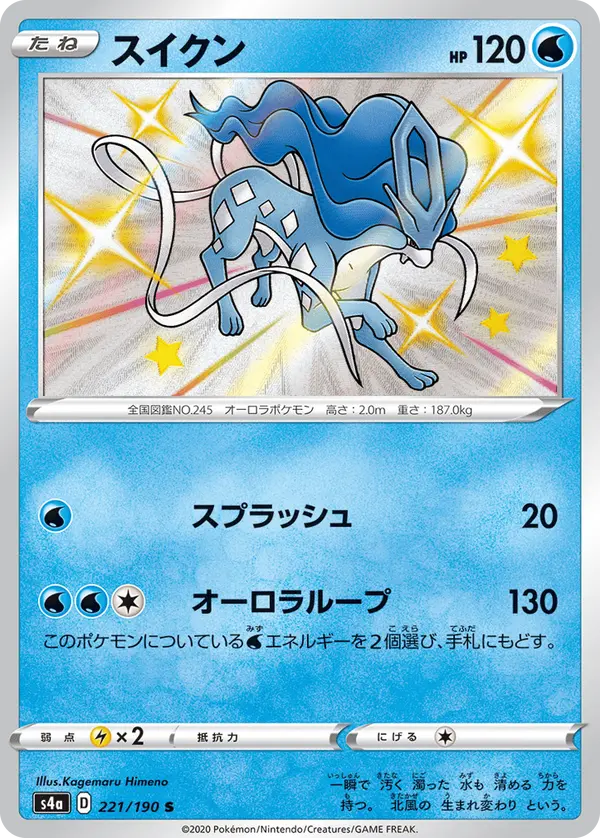 たね スイクン HP 120
全国図鑑NO.245 オーロラポケモン 高さ:2.0m 重さ:187.0kg
スプラッシュ 20
オーロラループ 130
このポケモンについているエネルギーを2個選び、手札にもどす。
弱点 ×2 抵抗力 にげる
Illus.Kagemaru Himeno
s4a D 221/190 S
一瞬で 汚く 濁った 水も 清める 力を
持つ。 北風の 生まれ変わり という。
©2020 Pokémon/Nintendo/Creatures/GAME FREAK.